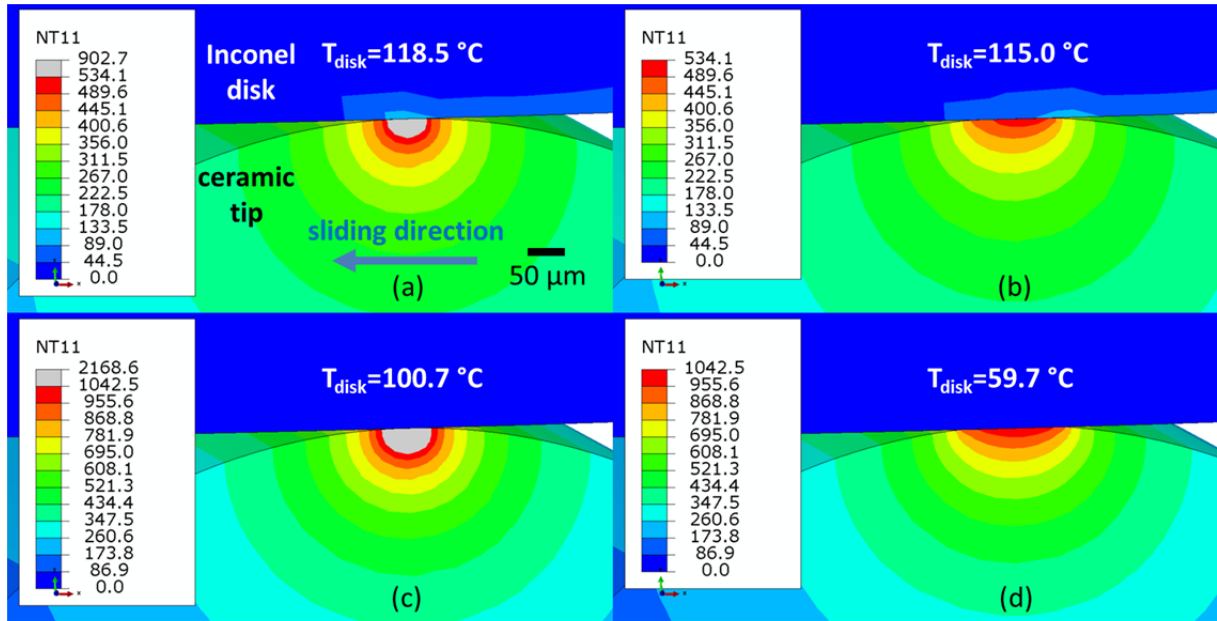 NT11
902.7
534.1
489.6
445.1
400.6
356.0
311.5
267.0
222.5
178.0
133.5
89.0
44.5
0.0
Inconel
disk
T_disk=118.5 °C
ceramic
tip
sliding direction
50 µm
(a)
x
NT11
534.1
489.6
445.1
400.6
356.0
311.5
267.0
222.5
178.0
133.5
89.0
44.5
0.0
T_disk=115.0 °C
(b)
x
NT11
2168.6
1042.5
955.6
868.8
781.9
695.0
608.1
521.3
434.4
347.5
260.6
173.8
86.9
0.0
T_disk=100.7 °C
(c)
x
NT11
1042.5
955.6
868.8
781.9
695.0
608.1
521.3
434.4
347.5
260.6
173.8
86.9
0.0
T_disk=59.7 °C
(d)
x